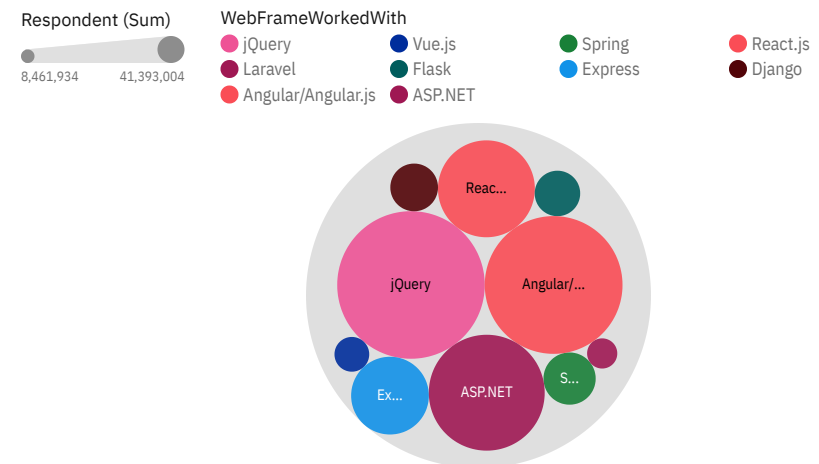 Respondent (Sum)
8,461,934 41,393,004
WebFrameWorkedWith
jQuery Vue.js Spring React.js
Laravel Flask Express Django
Angular/Angular.js ASP.NET
Reac...
jQuery Angular/...
S...
Ex... ASP.NET